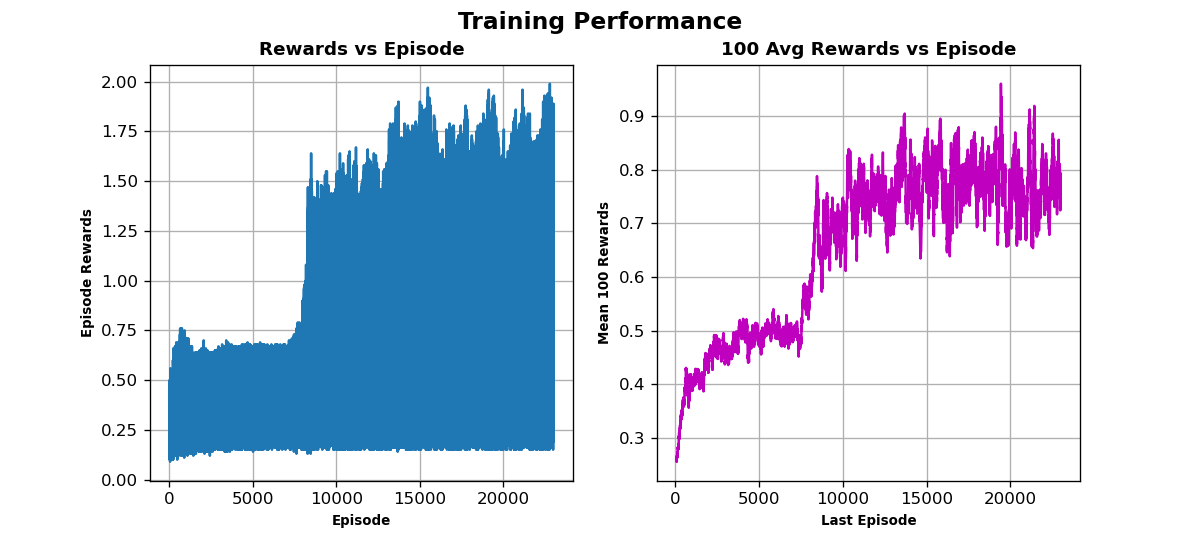 Training Performance
Rewards vs Episode
2.00
1.75
1.50
1.25
1.00
0.75
0.50
0.25
0.00
Episode Rewards
0 5000 10000 15000 20000
Episode
100 Avg Rewards vs Episode
0.9
0.8
0.7
0.6
0.5
0.4
0.3
Mean 100 Rewards
0 5000 10000 15000 20000
Last Episode